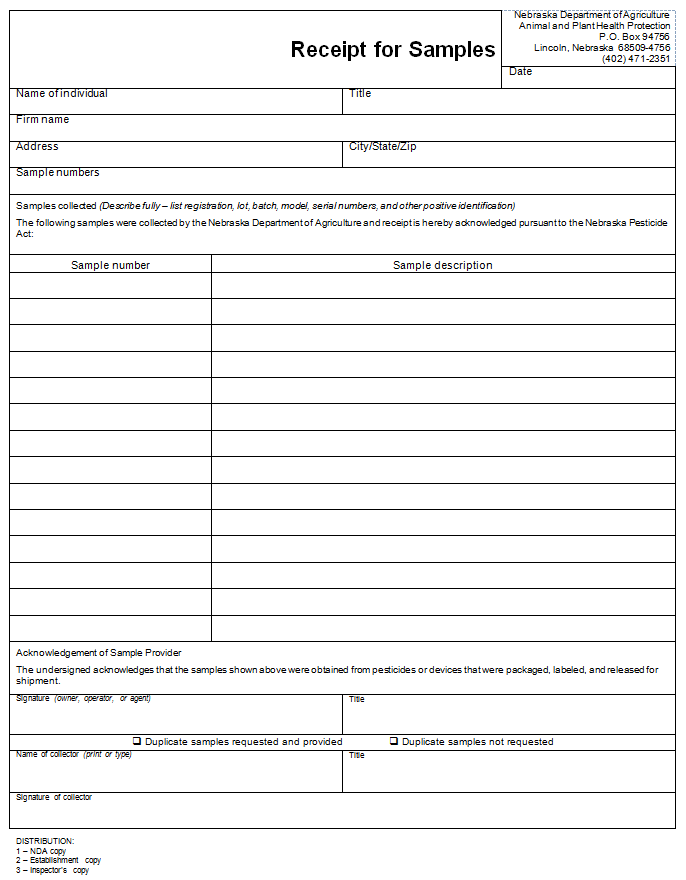 Nebraska Department of Agriculture
Animal and Plant Health Protection
P.O. Box 94756
Lincoln, Nebraska 68509-4756
(402) 471-2351
Receipt for Samples
Date
Name of individual
Title
Firm name
Address
City/State/Zip
Sample numbers
Samples collected (Describe fully – list registration, lot, batch, model, serial numbers, and other positive identification)
The following samples were collected by the Nebraska Department of Agriculture and receipt is hereby acknowledged pursuant to the Nebraska Pesticide
Act:
Sample number
Sample description
Acknowledgement of Sample Provider
The undersigned acknowledges that the samples shown above were obtained from pesticides or devices that were packaged, labeled, and released for
shipment.
Signature (owner, operator, or agent)
Title
❑ Duplicate samples requested and provided
❑ Duplicate samples not requested
Name of collector (print or type)
Title
Signature of collector
DISTRIBUTION:
1 – NDA copy
2 – Establishment copy
3 – Inspector's copy